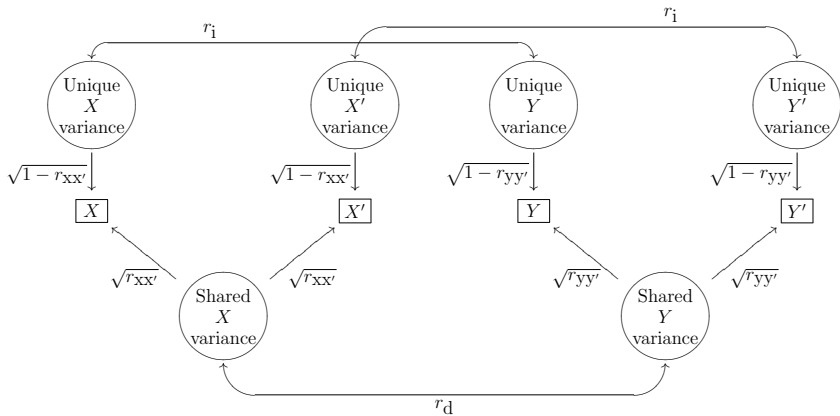 r_i
r_i
Unique
X
variance
Unique
X′
variance
Unique
Y
variance
Unique
Y′
variance
√1 − r_xx′
√1 − r_xx′
√1 − r_yy′
√1 − r_yy′
X
X′
Y
Y′
√r_xx′
√r_xx′
√r_yy′
√r_yy′
Shared
X
variance
Shared
Y
variance
r_d